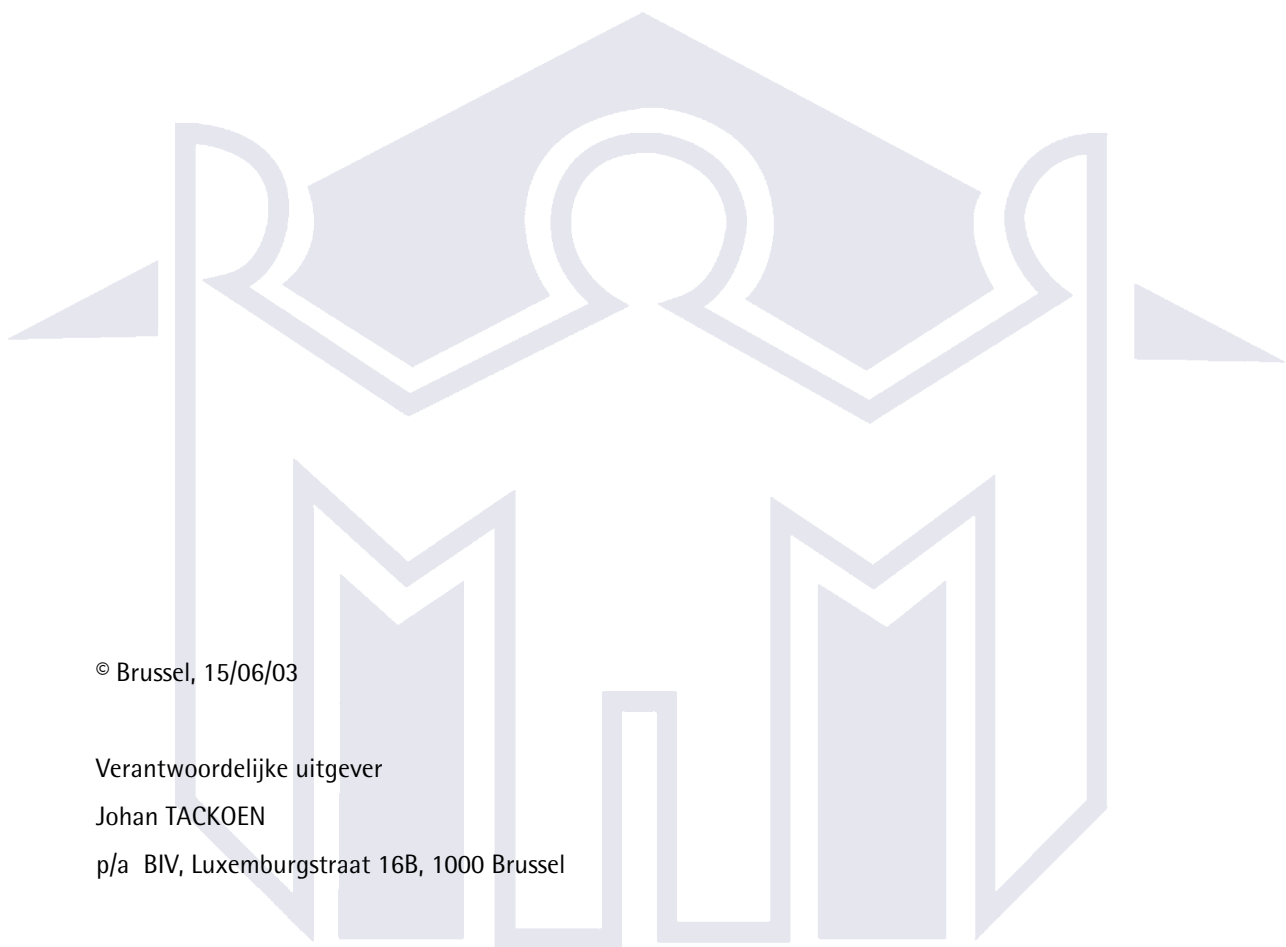 © Brussel, 15/06/03
Verantwoordelijke uitgever
Johan TACKOEN
p/a BIV, Luxemburgstraat 16B, 1000 Brussel